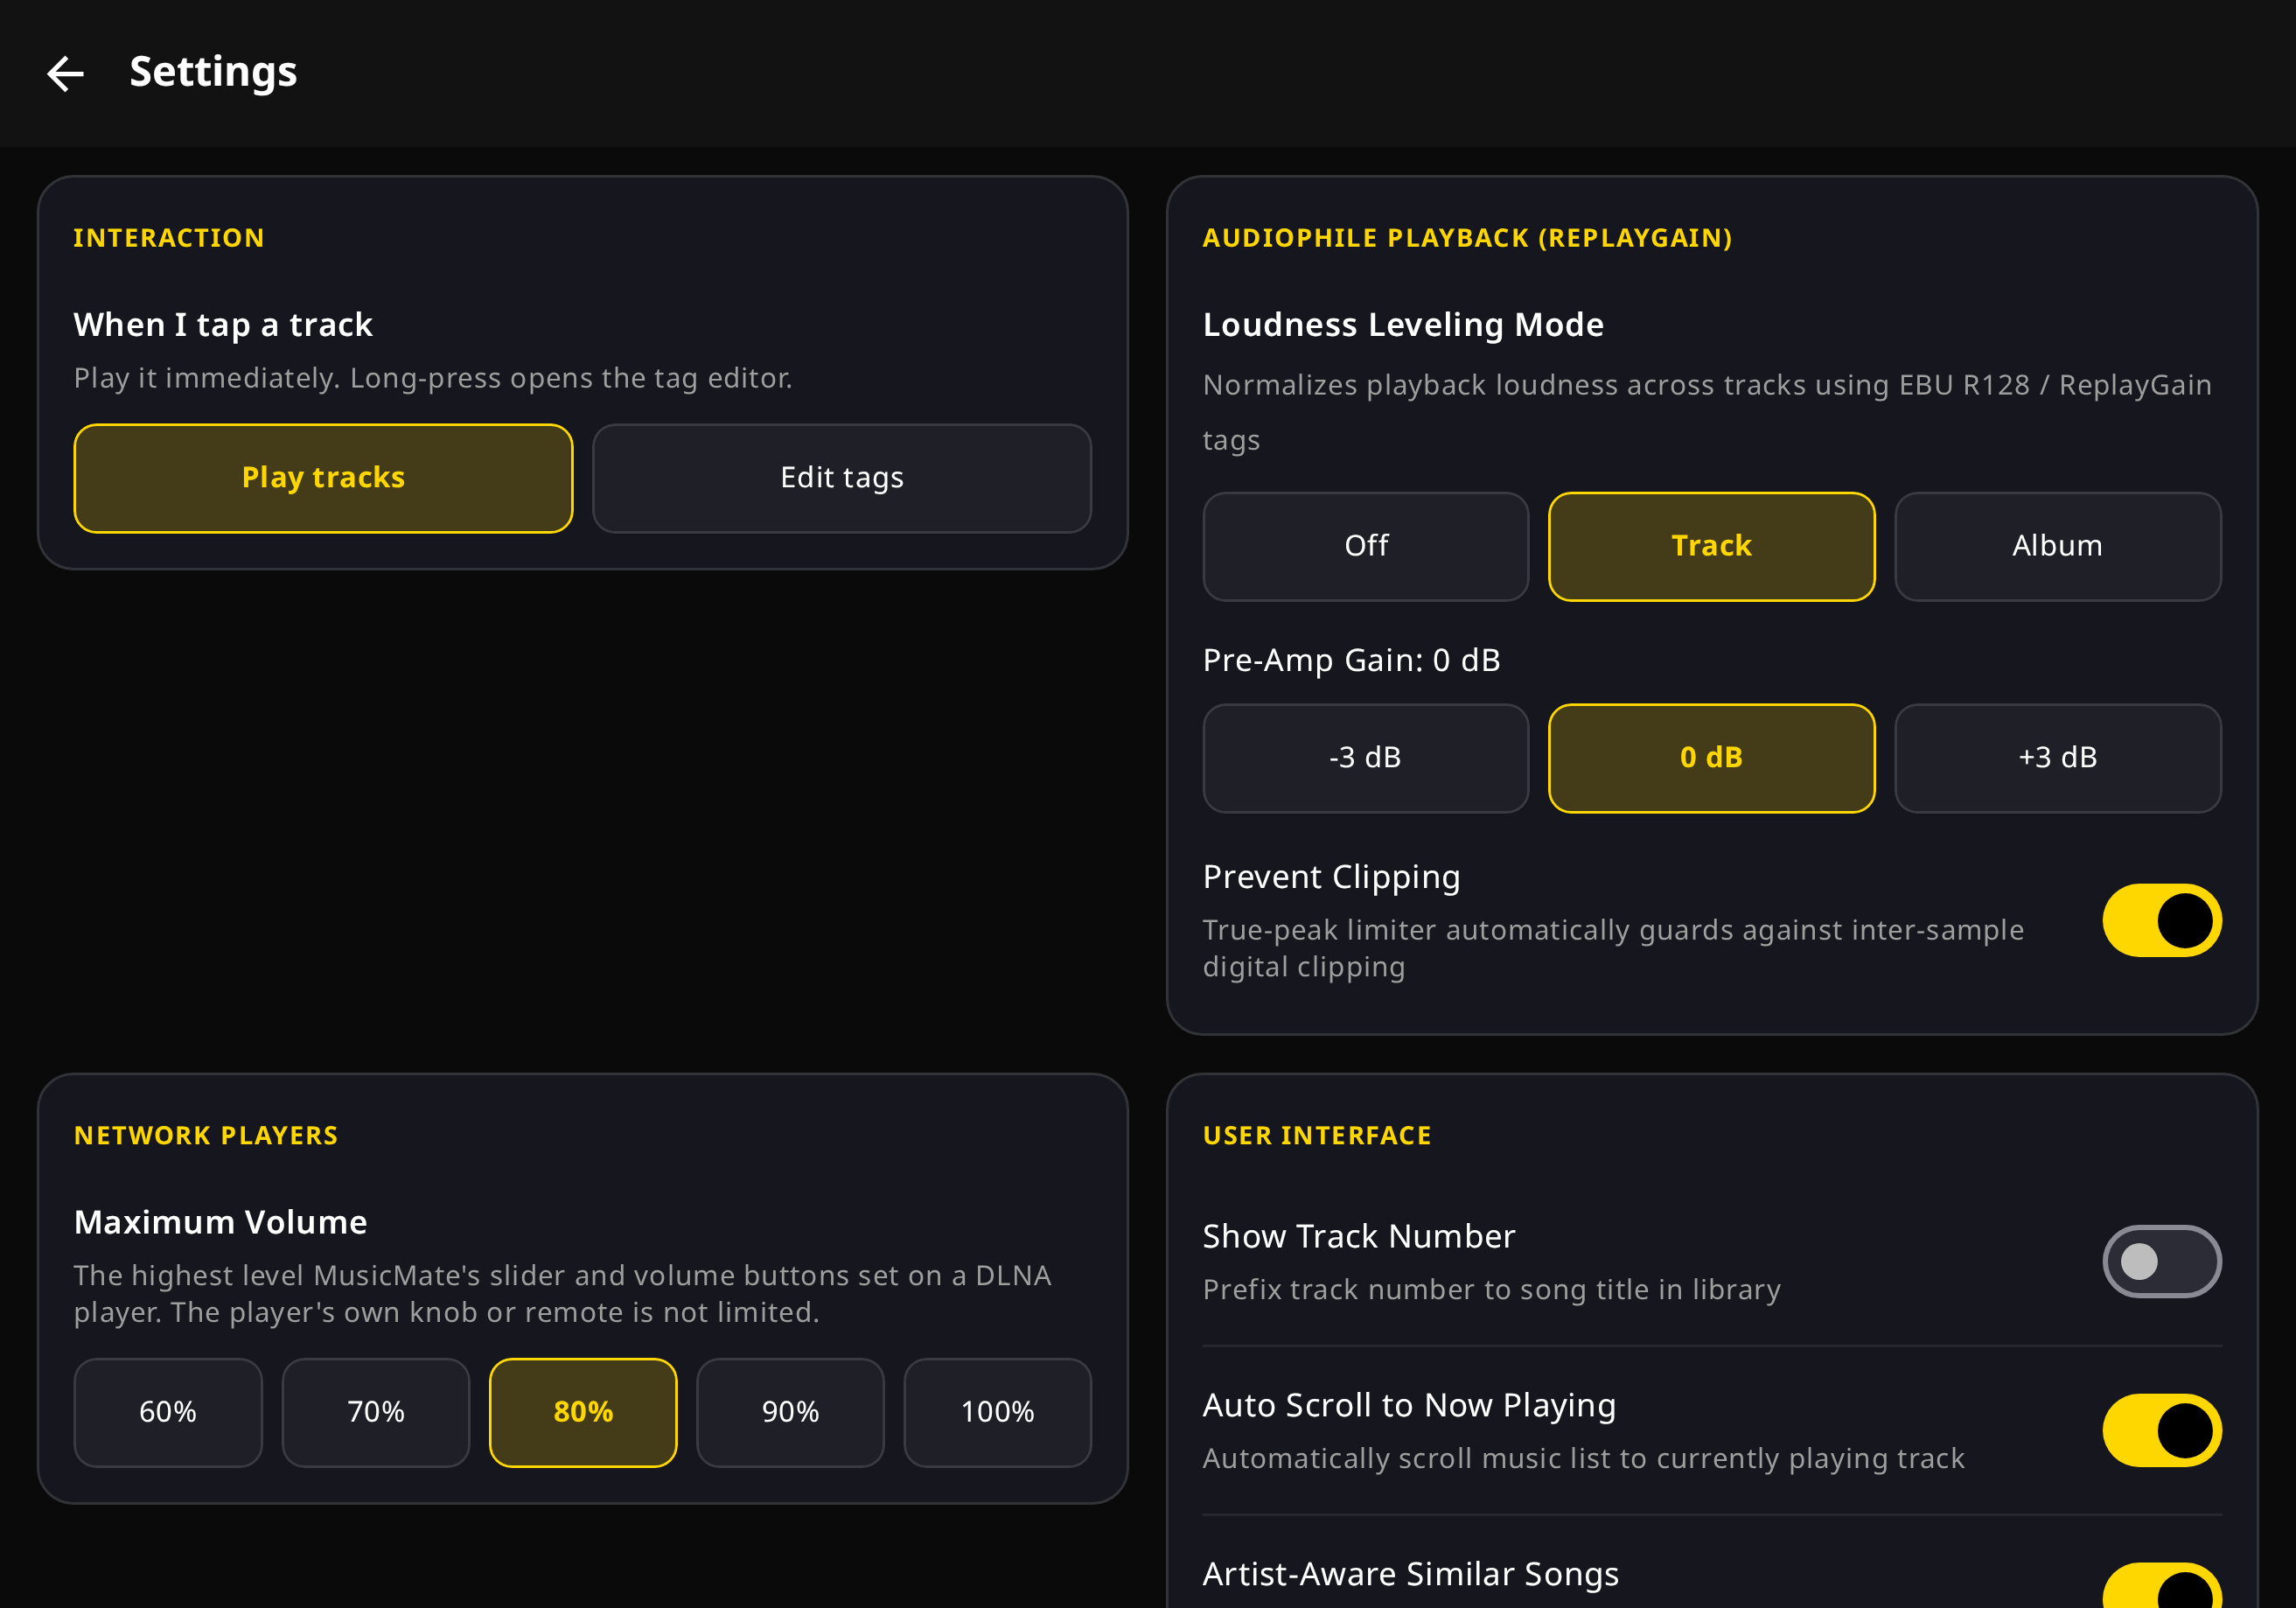 Settings
INTERACTION
When I tap a track
Play it immediately. Long-press opens the tag editor.
Play tracks
Edit tags
AUDIOPHILE PLAYBACK (REPLAYGAIN)
Loudness Leveling Mode
Normalizes playback loudness across tracks using EBU R128 / ReplayGain
tags
Off
Track
Album
Pre-Amp Gain: 0 dB
-3 dB
0 dB
+3 dB
Prevent Clipping
True-peak limiter automatically guards against inter-sample
digital clipping
NETWORK PLAYERS
Maximum Volume
The highest level MusicMate's slider and volume buttons set on a DLNA
player. The player's own knob or remote is not limited.
60%
70%
80%
90%
100%
USER INTERFACE
Show Track Number
Prefix track number to song title in library
Auto Scroll to Now Playing
Automatically scroll music list to currently playing track
Artist-Aware Similar Songs